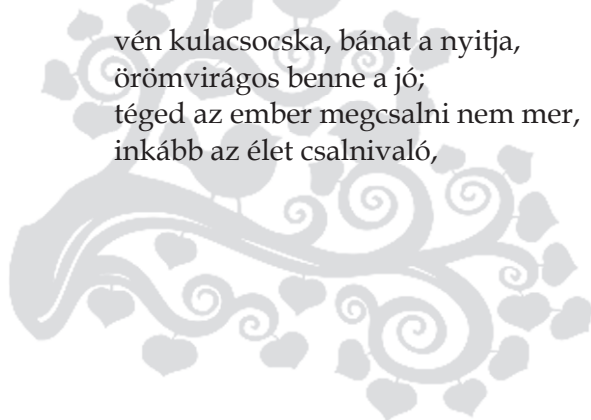 vén kulacsocska, bánat a nyitja,
örömvirágos benne a jó;
téged az ember megcsalni nem mer,
inkább az élet csalnivaló,